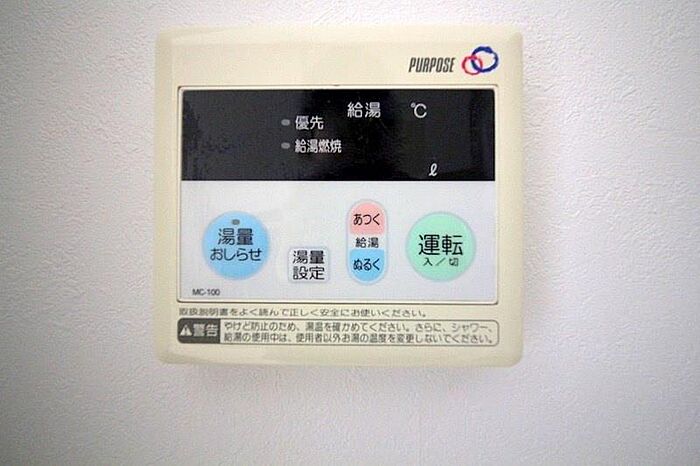 PURPOSE
給湯 ℃
優先
給湯燃焼
ℓ
湯量
おしらせ
湯量
設定
あつく
給湯
ぬるく
運転
入／切
MC-100
取扱説明書をよく読んで正しく安全にお使いください。
警告
やけど防止のため、湯温を確かめてください。さらに、シャワー、
給湯の使用中は、使用者以外お湯の温度を変更しないでください。